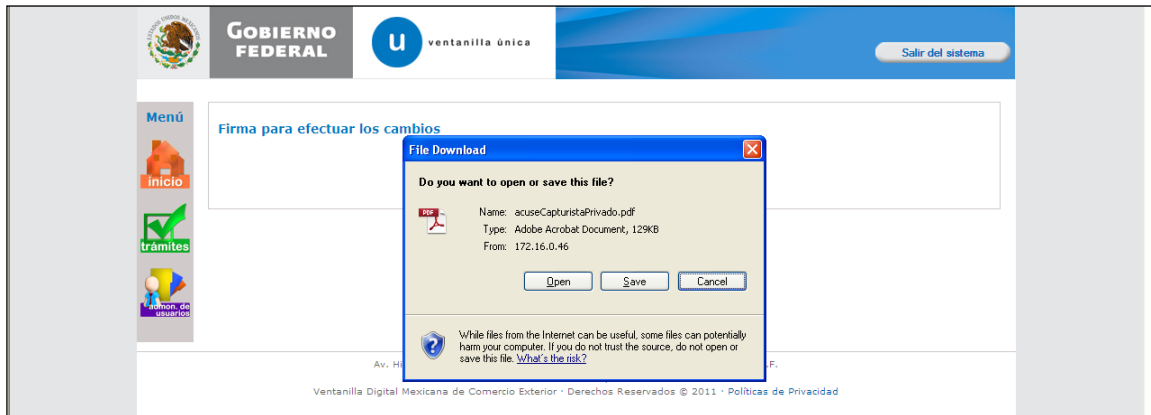 GOBIERNO
FEDERAL
u ventanilla única
Salir del sistema
Menú
inicio
trámites
admon. de
usuarios
Firma para efectuar los cambios
File Download
Do you want to open or save this file?
PDF
Name: acuseCapturistaPrivado.pdf
Type: Adobe Acrobat Document, 129KB
From: 172.16.0.46
Open Save Cancel
While files from the Internet can be useful, some files can potentially
harm your computer. If you do not trust the source, do not open or
save this file. What's the risk?
Av. Hi F.
Ventanilla Digital Mexicana de Comercio Exterior · Derechos Reservados © 2011 · Políticas de Privacidad